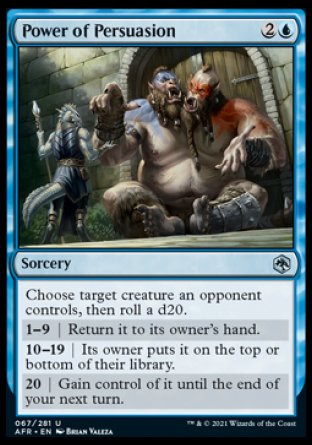 Power of Persuasion 2
Sorcery
Choose target creature an opponent
controls, then roll a d20.
1–9 | Return it to its owner's hand.
10–19 | Its owner puts it on the top or
bottom of their library.
20 | Gain control of it until the end of
your next turn.
067/281 U
AFR • EN Brian Valeza
™ & © 2021 Wizards of the Coast